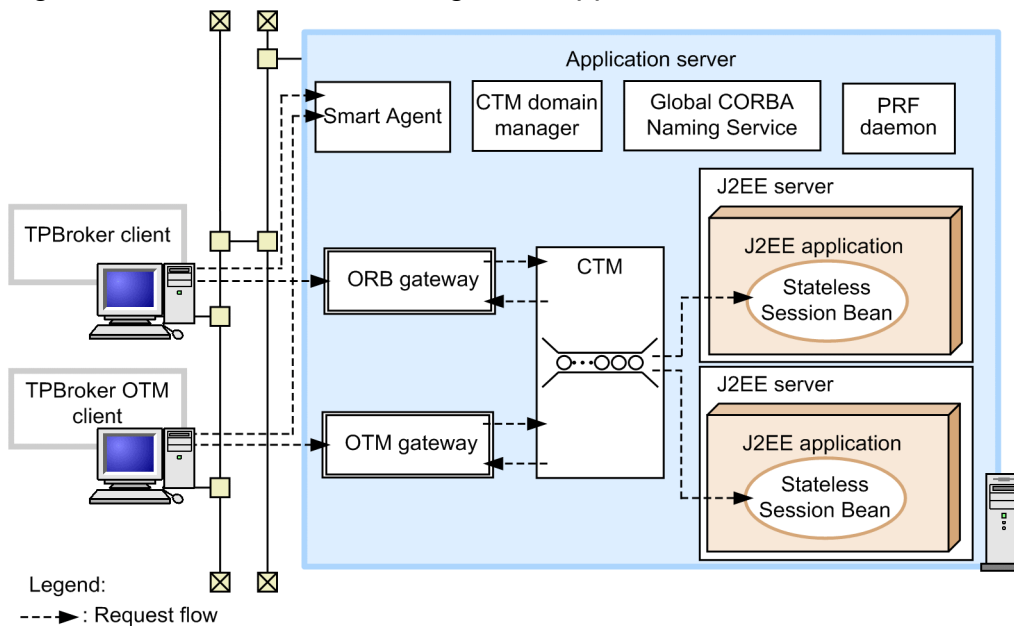 Application server
Smart Agent
CTM domain
manager
Global CORBA
Naming Service
PRF
daemon
J2EE server
J2EE application
Stateless
Session Bean
TPBroker client
ORB gateway
CTM
J2EE server
J2EE application
Stateless
Session Bean
TPBroker OTM
client
OTM gateway
Legend:
: Request flow